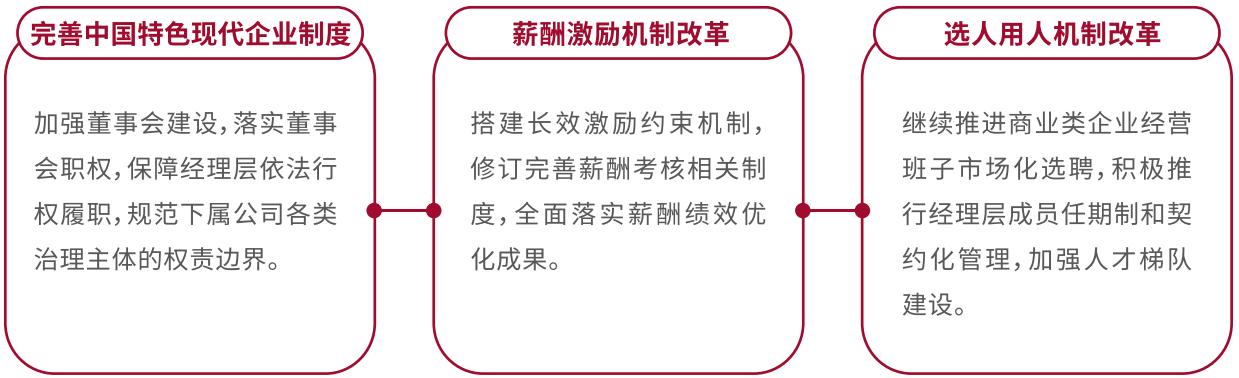 完善中国特色现代企业制度
加强董事会建设，落实董事
会职权，保障经理层依法行
权履职，规范下属公司各类
治理主体的权责边界。
薪酬激励机制改革
搭建长效激励约束机制，
修订完善薪酬考核相关制
度，全面落实薪酬绩效优
化成果。
选人用人机制改革
继续推进商业类企业经营
班子市场化选聘，积极推
行经理层成员任期制和契
约化管理，加强人才梯队
建设。